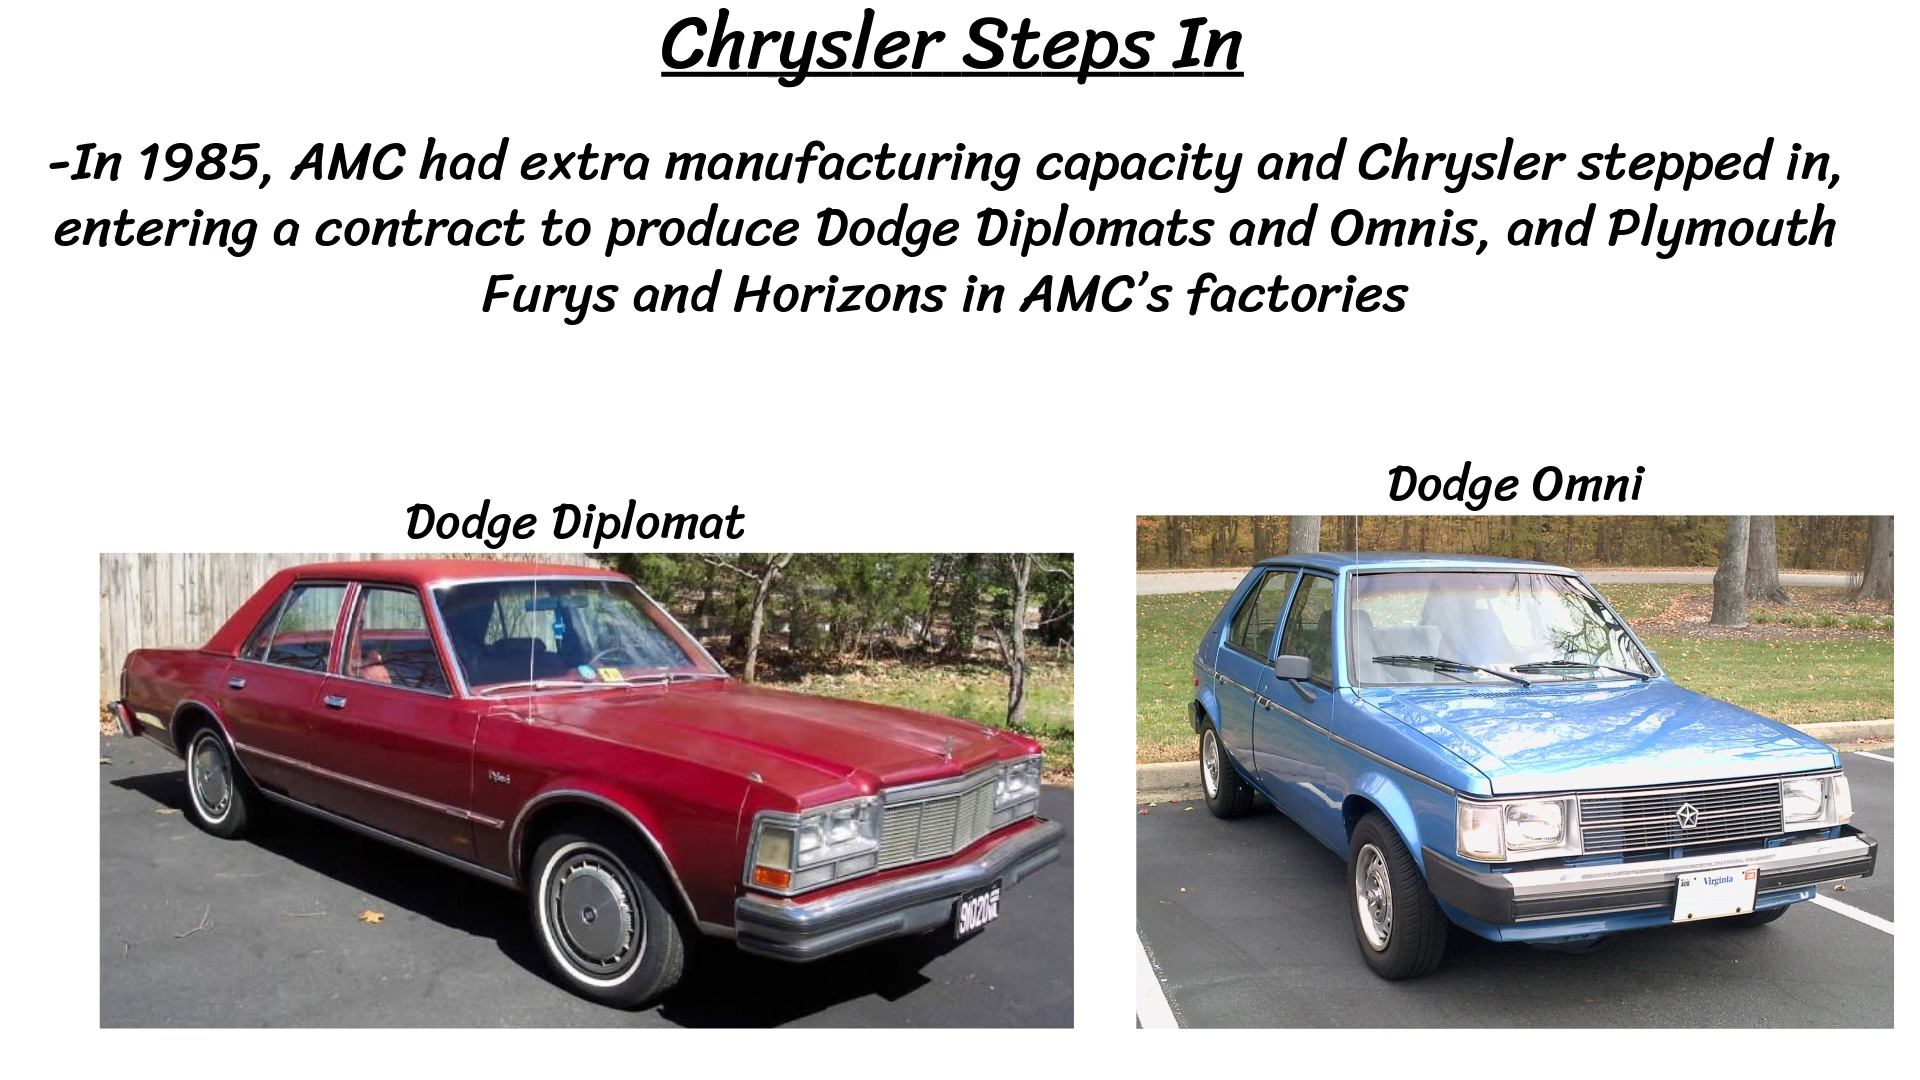 Chrysler Steps In
-In 1985, AMC had extra manufacturing capacity and Chrysler stepped in,
entering a contract to produce Dodge Diplomats and Omnis, and Plymouth
Furys and Horizons in AMC’s factories
Dodge Omni
Dodge Diplomat
Virginia